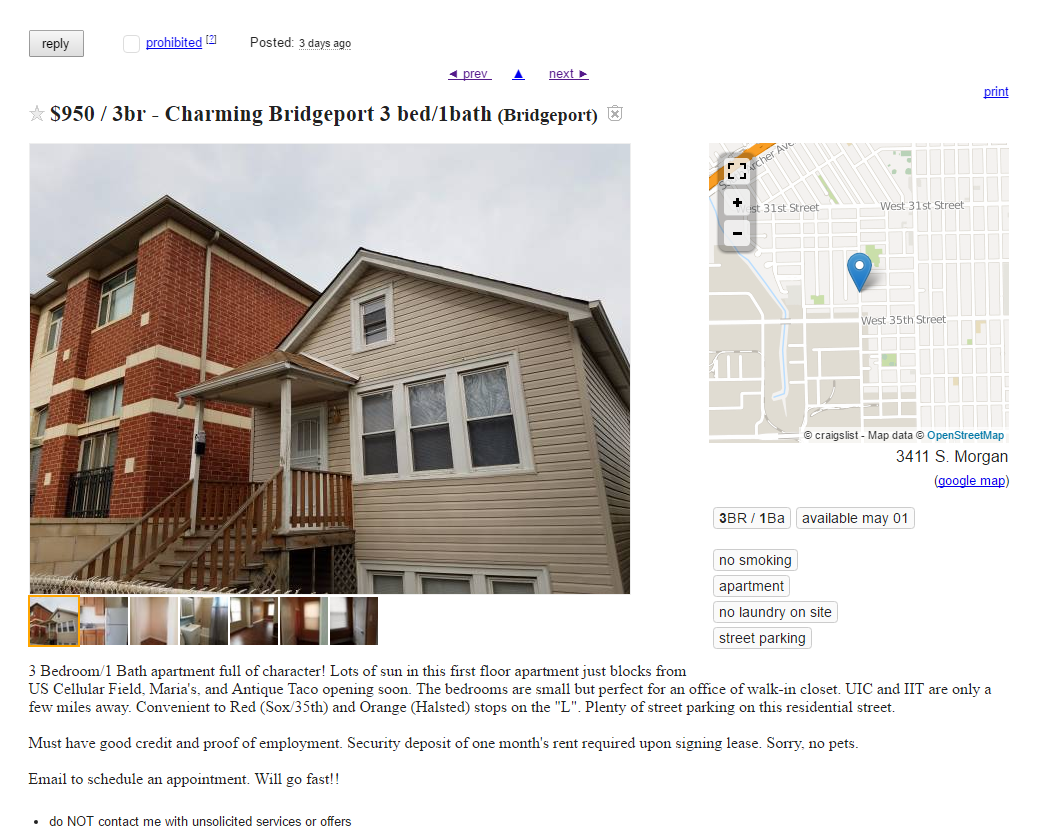 reply
prohibited [?]
Posted: 3 days ago
◄ prev ▲ next ►
print
$950 / 3br - Charming Bridgeport 3 bed/1bath (Bridgeport)
Archer Ave
West 31st Street
West 31st Street
West 35th Street
© craigslist - Map data © OpenStreetMap
3411 S. Morgan
(google map)
3BR / 1Ba available may 01
no smoking
apartment
no laundry on site
street parking
3 Bedroom/1 Bath apartment full of character! Lots of sun in this first floor apartment just blocks from
US Cellular Field, Maria's, and Antique Taco opening soon. The bedrooms are small but perfect for an office of walk-in closet. UIC and IIT are only a
few miles away. Convenient to Red (Sox/35th) and Orange (Halsted) stops on the "L". Plenty of street parking on this residential street.
Must have good credit and proof of employment. Security deposit of one month's rent required upon signing lease. Sorry, no pets.
Email to schedule an appointment. Will go fast!!
• do NOT contact me with unsolicited services or offers